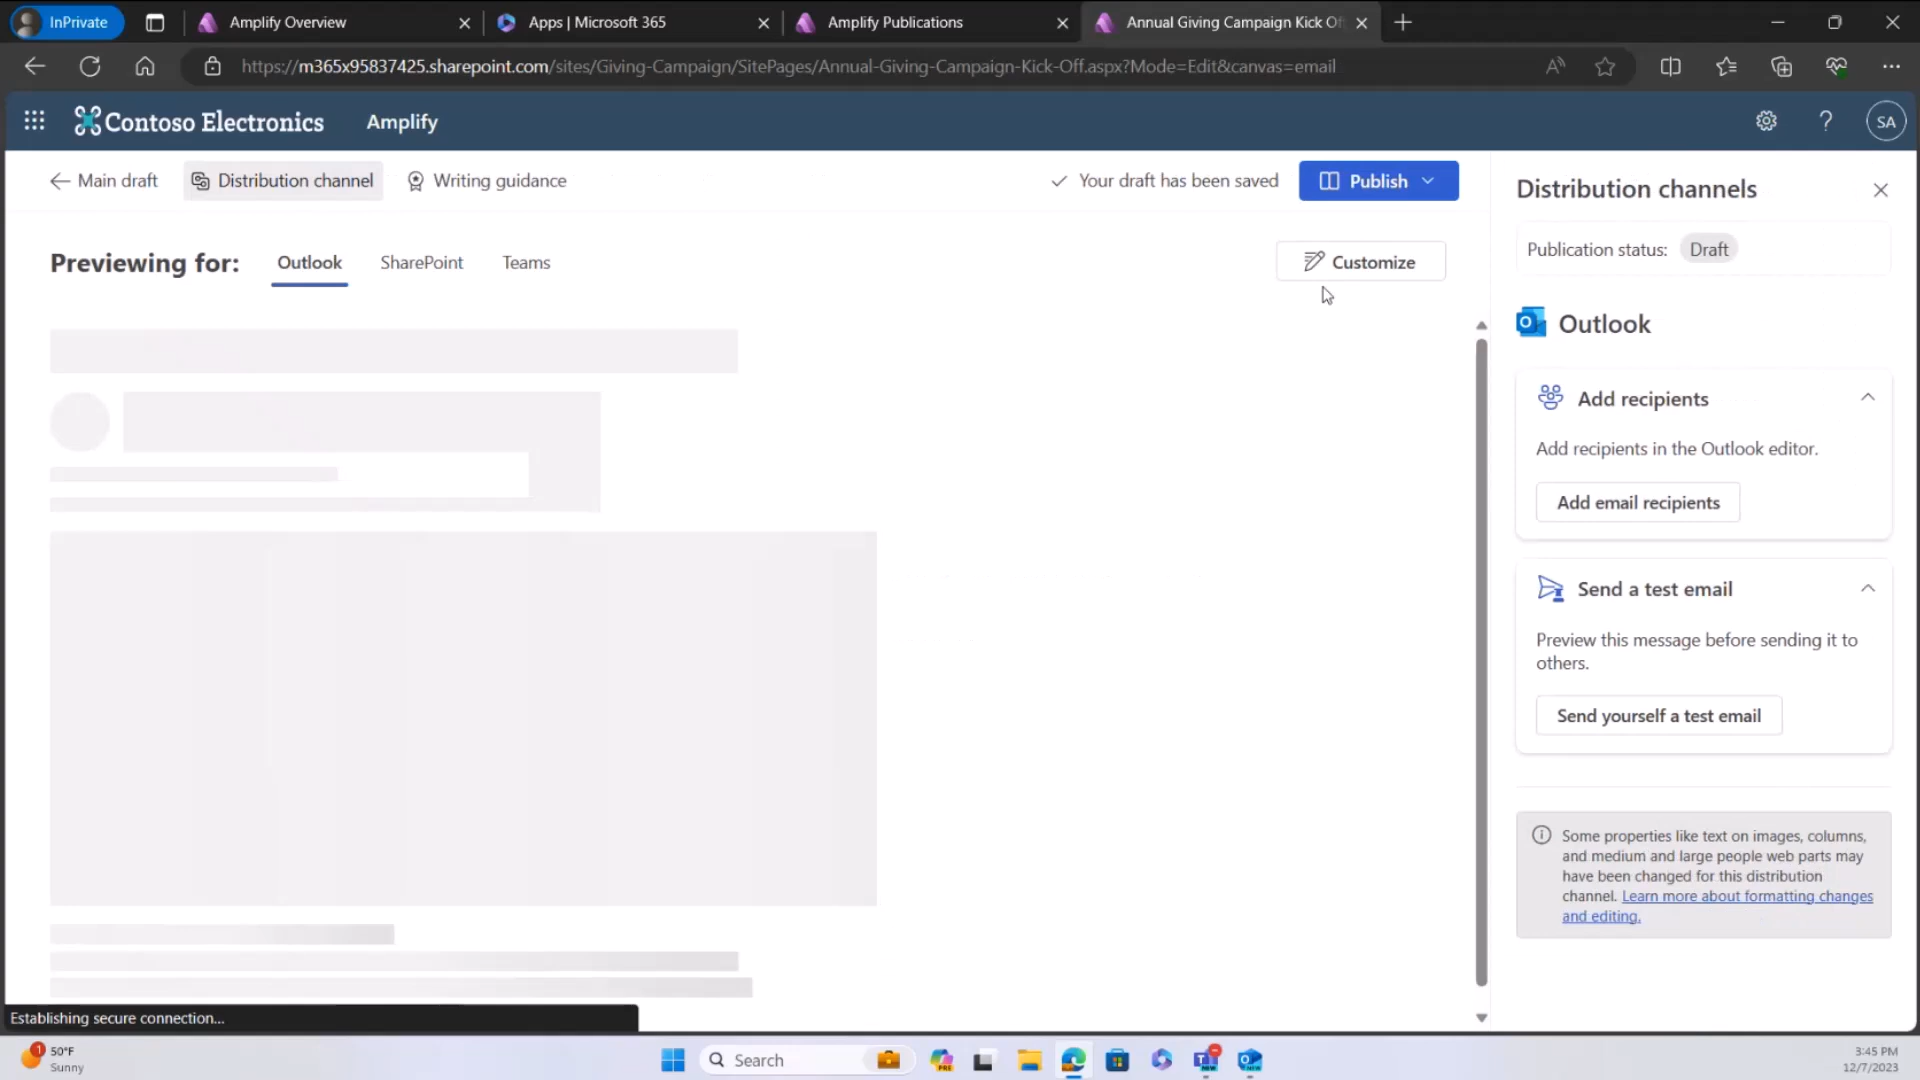 InPrivate
Amplify Overview
Apps | Microsoft 365
Amplify Publications
Annual Giving Campaign Kick Of
https://m365x95837425.sharepoint.com/sites/Giving-Campaign/SitePages/Annual-Giving-Campaign-Kick-Off.aspx?Mode=Edit&canvas=email
Contoso Electronics
Amplify
SA
Main draft
Distribution channel
Writing guidance
Your draft has been saved
Publish
Previewing for:
Outlook
SharePoint
Teams
Customize
Distribution channels
Publication status: Draft
Outlook
Add recipients
Add recipients in the Outlook editor.
Add email recipients
Send a test email
Preview this message before sending it to
others.
Send yourself a test email
Some properties like text on images, columns,
and medium and large people web parts may
have been changed for this distribution
channel. Learn more about formatting changes
and editing.
Establishing secure connection...
1
50°F
Sunny
Search
PRE
NEW
NEW
3:45 PM
12/7/2023